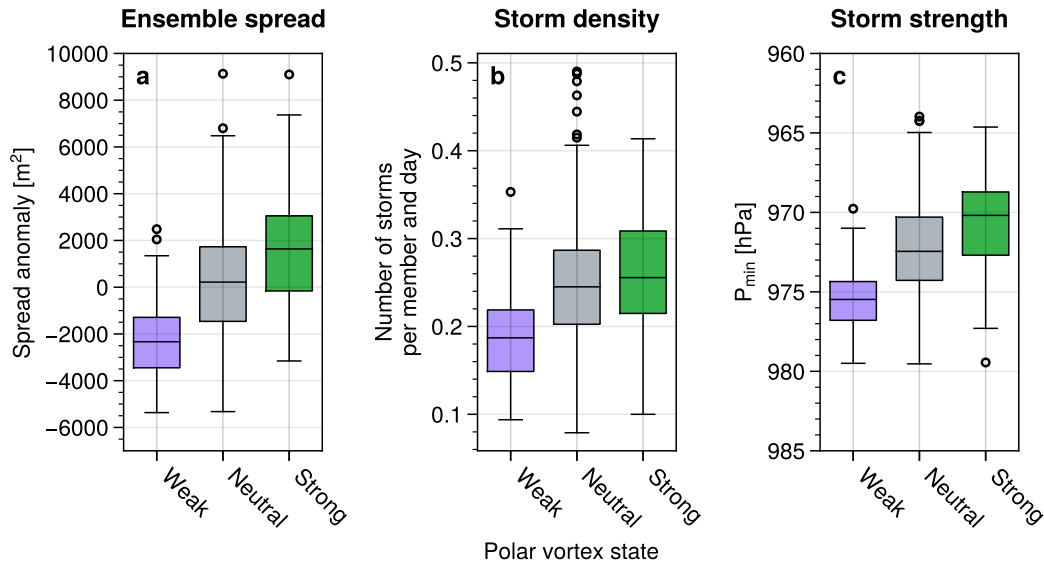 Ensemble spread
a
Spread anomaly [m²]
10000
8000
6000
4000
2000
0
−2000
−4000
−6000
Weak
Neutral
Strong
Storm density
b
Number of storms
per member and day
0.5
0.4
0.3
0.2
0.1
Weak
Neutral
Strong
Storm strength
c
Pmin [hPa]
960
965
970
975
980
985
Weak
Neutral
Strong
Polar vortex state